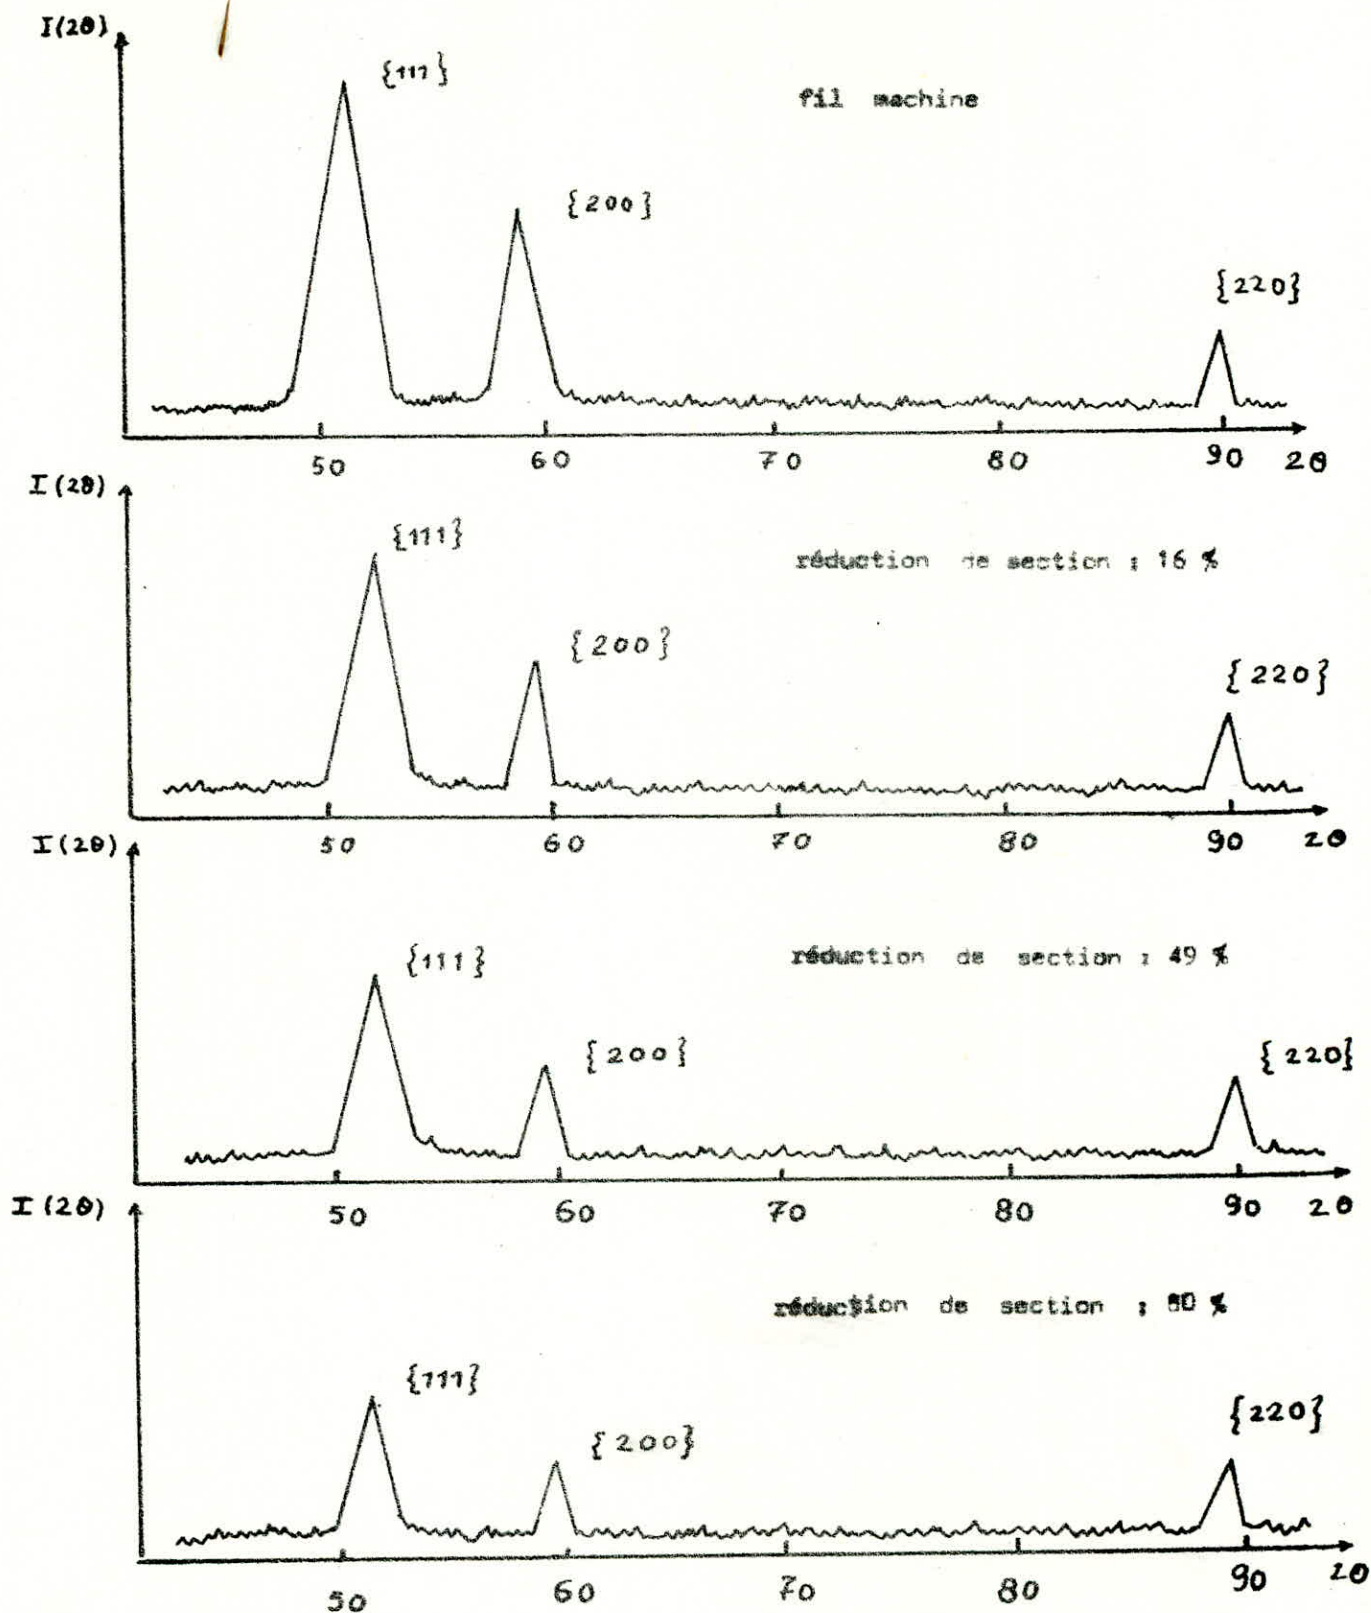 I(2θ)
{111}
fil machine
{200}
{220}
50 60 70 80 90 2θ
I(2θ)
{111}
réduction de section : 16 %
{200}
{220}
50 60 70 80 90 2θ
I(2θ)
{111}
réduction de section : 49 %
{200}
{220}
50 60 70 80 90 2θ
I(2θ)
réduction de section :
{111}
{220}
{200}
50 60 70 80 90 2θ